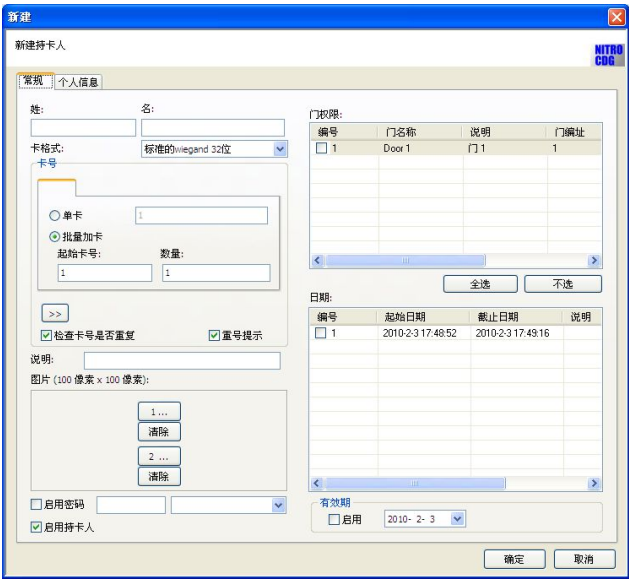 新建
新建持卡人
NITRO
CDG
常规
个人信息
姓:
名:
卡格式:
标准的wiegand 32位
卡号
单卡
1
批量加卡
起始卡号:
数量:
1
1
>>
检查卡号是否重复
重号提示
说明:
图片 (100 像素 x 100 像素):
1 ...
清除
2 ...
清除
启用密码
启用持卡人
门权限:
编号 门名称 说明 门编址
1 Door 1 门 1 1
全选
不选
日期:
编号 起始日期 截止日期 说明
1 2010-2-3 17:48:52 2010-2-3 17:49:16
有效期
启用
2010- 2- 3
确定
取消